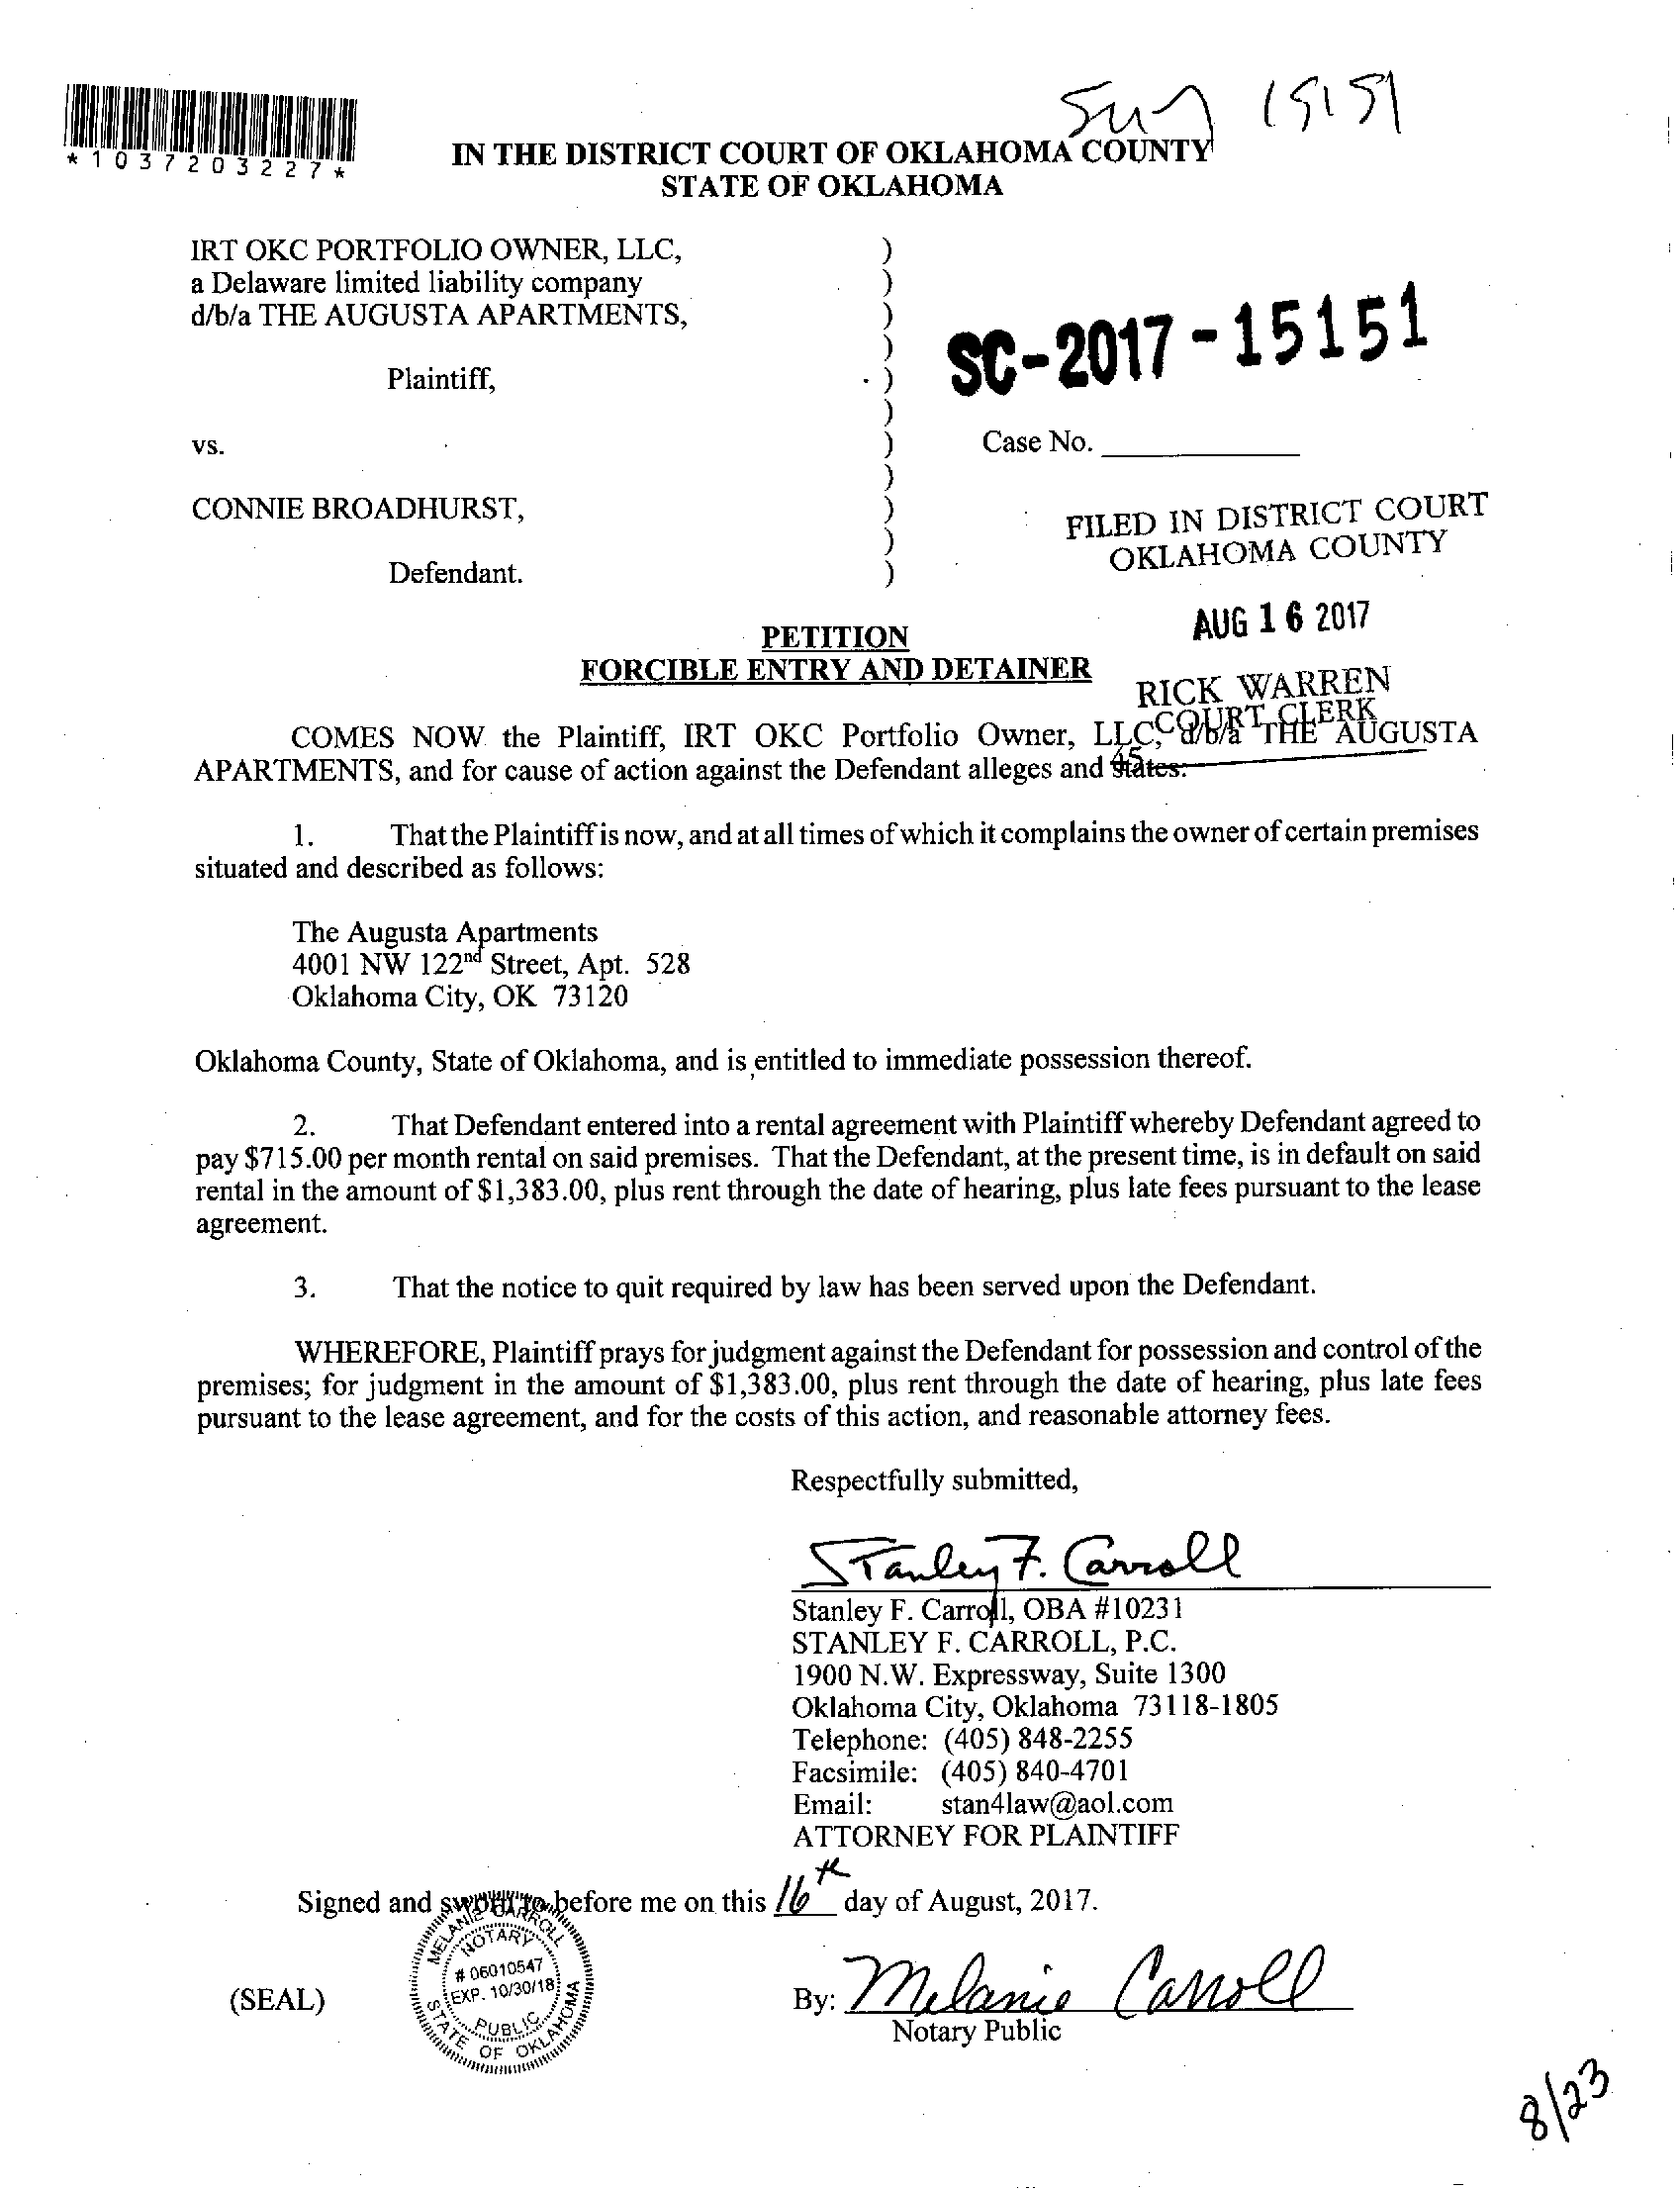 15151
*1037203227*
IN THE DISTRICT COURT OF OKLAHOMA COUNTY
STATE OF OKLAHOMA
IRT OKC PORTFOLIO OWNER, LLC, )
a Delaware limited liability company )
d/b/a THE AUGUSTA APARTMENTS, )
)
Plaintiff, )
SC-2017-15151
)
vs. ) Case No.
)
CONNIE BROADHURST, )
)
Defendant. )
FILED IN DISTRICT COURT
OKLAHOMA COUNTY
AUG 16 2017
RICK WARREN
COURT CLERK
45
PETITION
FORCIBLE ENTRY AND DETAINER
COMES NOW the Plaintiff, IRT OKC Portfolio Owner, LLC, d/b/a THE AUGUSTA
APARTMENTS, and for cause of action against the Defendant alleges and states:
1. That the Plaintiff is now, and at all times of which it complains the owner of certain premises
situated and described as follows:
The Augusta Apartments
4001 NW 122nd Street, Apt. 528
Oklahoma City, OK 73120
Oklahoma County, State of Oklahoma, and is entitled to immediate possession thereof.
2. That Defendant entered into a rental agreement with Plaintiff whereby Defendant agreed to
pay $715.00 per month rental on said premises. That the Defendant, at the present time, is in default on said
rental in the amount of $1,383.00, plus rent through the date of hearing, plus late fees pursuant to the lease
agreement.
3. That the notice to quit required by law has been served upon the Defendant.
WHEREFORE, Plaintiff prays for judgment against the Defendant for possession and control of the
premises; for judgment in the amount of $1,383.00, plus rent through the date of hearing, plus late fees
pursuant to the lease agreement, and for the costs of this action, and reasonable attorney fees.
Respectfully submitted,
Stanley F. Carroll
Stanley F. Carroll, OBA #10231
STANLEY F. CARROLL, P.C.
1900 N.W. Expressway, Suite 1300
Oklahoma City, Oklahoma 73118-1805
Telephone: (405) 848-2255
Facsimile: (405) 840-4701
Email: stan4law@aol.com
ATTORNEY FOR PLAINTIFF
Signed and sworn to before me on this 16th day of August, 2017.
MELANIE CARROLL
NOTARY
# 06010547
EXP. 10/30/18
PUBLIC
STATE OF OKLAHOMA
(SEAL)
By: Melanie Carroll
Notary Public
8/23